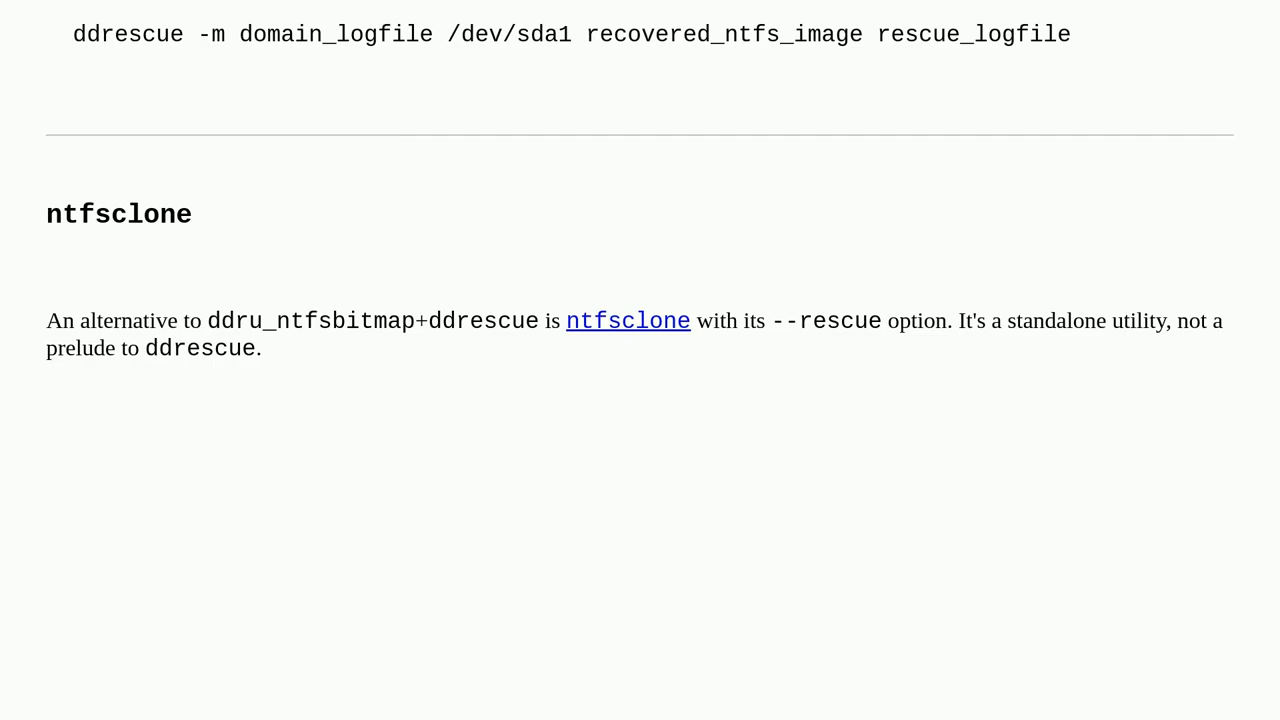 ddrescue -m domain_logfile /dev/sda1 recovered_ntfs_image rescue_logfile
ntfsclone
An alternative to ddru_ntfsbitmap+ddrescue is ntfsclone with its --rescue option. It's a standalone utility, not a
prelude to ddrescue.